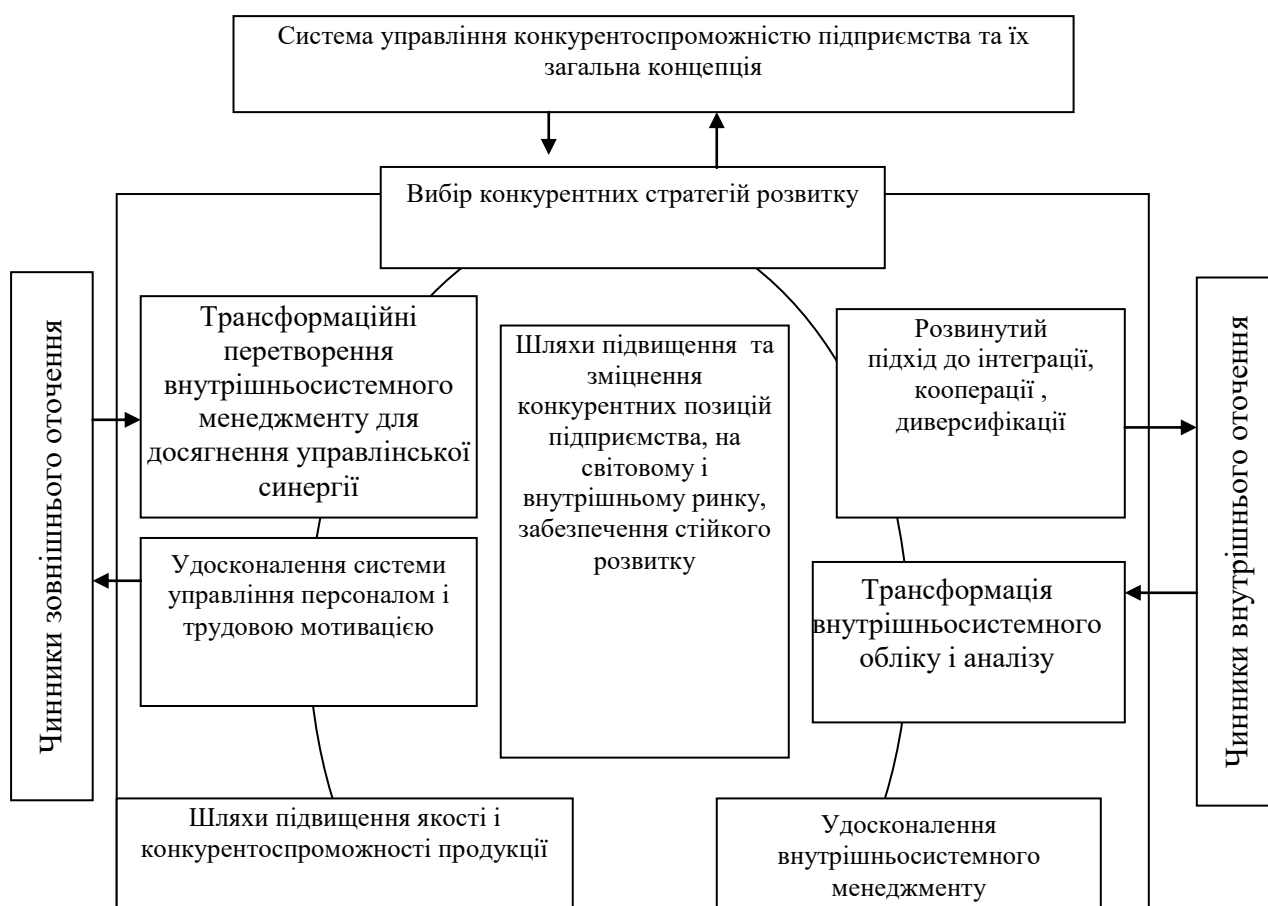 Система управління конкурентоспроможністю підприємства та їх
загальна концепція
Вибір конкурентних стратегій розвитку
Чинники зовнішнього оточення
Трансформаційні
перетворення
внутрішньосистемного
менеджменту для
досягнення управлінської
синергії
Удосконалення системи
управління персоналом і
трудовою мотивацією
Шляхи підвищення та
зміцнення
конкурентних позицій
підприємства, на
світовому і
внутрішньому ринку,
забезпечення стійкого
розвитку
Розвинутий
підхід до інтеграції,
кооперації ,
диверсифікації
Трансформація
внутрішньосистемного
обліку і аналізу
Чинники внутрішнього оточення
Шляхи підвищення якості і
конкурентоспроможності продукції
Удосконалення
внутрішньосистемного
менеджменту